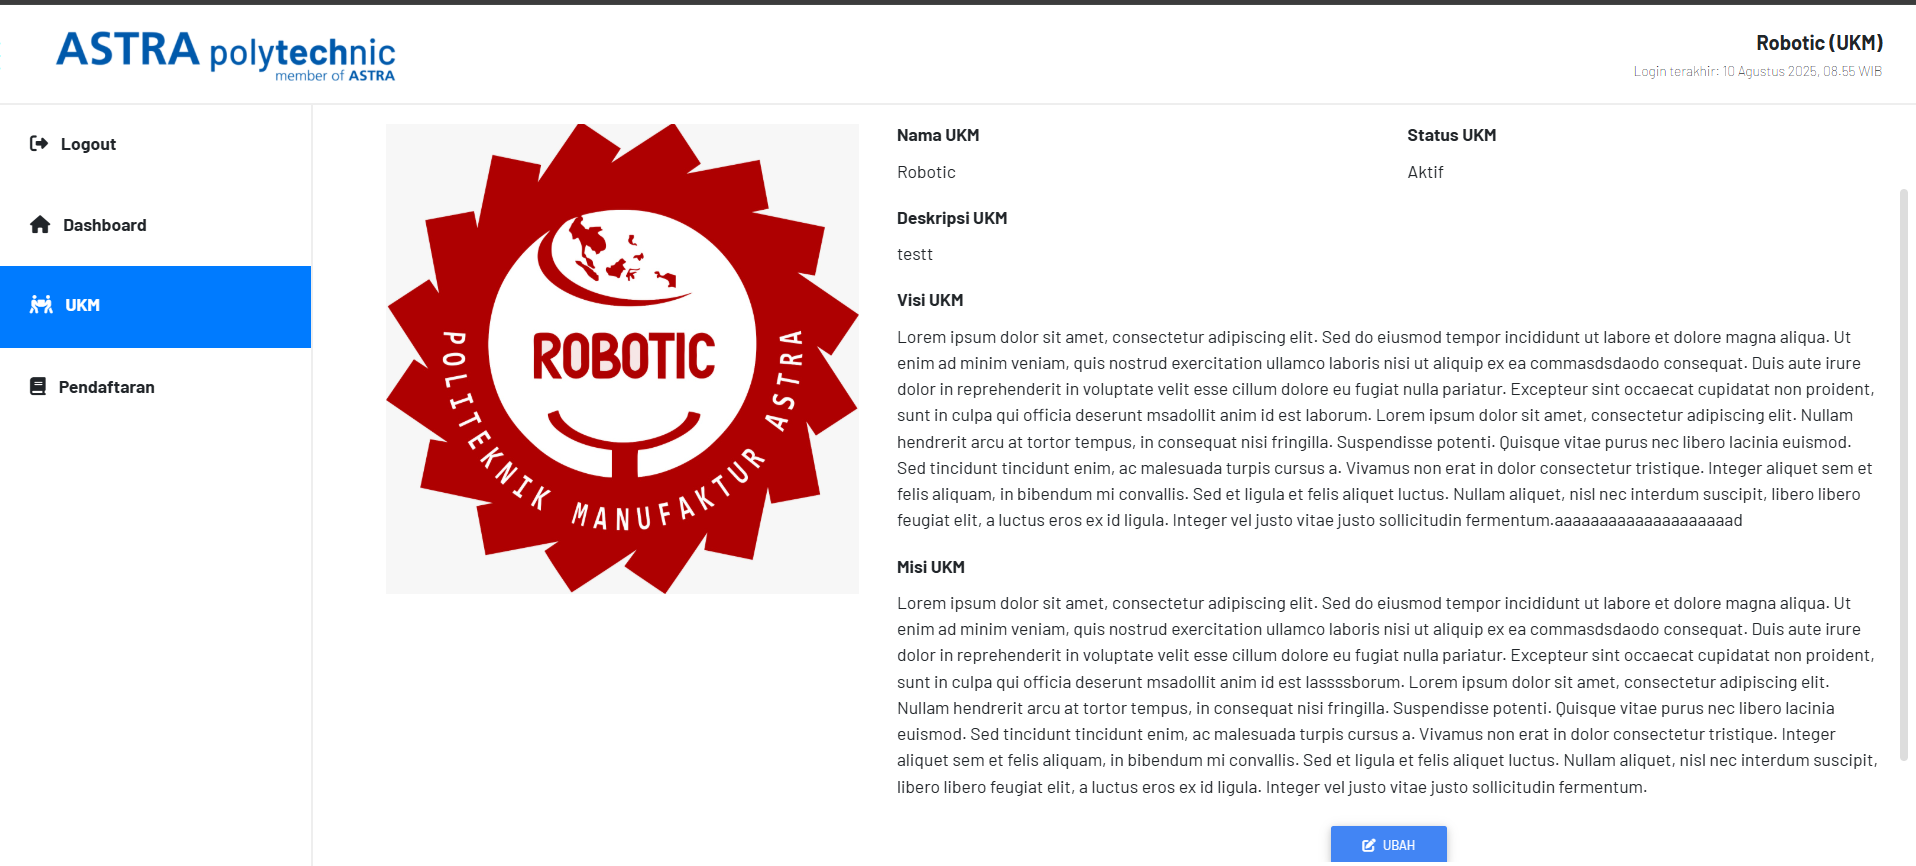 ASTRA polytechnic
member of ASTRA
Robotic (UKM)
Login terakhir: 10 Agustus 2025, 08.55 WIB
Logout
Dashboard
UKM
Pendaftaran
ROBOTIC
POLITEKNIK MANUFAKTUR ASTRA
Nama UKM
Robotic
Status UKM
Aktif
Deskripsi UKM
testt
Visi UKM
Lorem ipsum dolor sit amet, consectetur adipiscing elit. Sed do eiusmod tempor incididunt ut labore et dolore magna aliqua. Ut
enim ad minim veniam, quis nostrud exercitation ullamco laboris nisi ut aliquip ex ea commasdsdaodo consequat. Duis aute irure
dolor in reprehenderit in voluptate velit esse cillum dolore eu fugiat nulla pariatur. Excepteur sint occaecat cupidatat non proident,
sunt in culpa qui officia deserunt msadollit anim id est laborum. Lorem ipsum dolor sit amet, consectetur adipiscing elit. Nullam
hendrerit arcu at tortor tempus, in consequat nisi fringilla. Suspendisse potenti. Quisque vitae purus nec libero lacinia euismod.
Sed tincidunt tincidunt enim, ac malesuada turpis cursus a. Vivamus non erat in dolor consectetur tristique. Integer aliquet sem et
felis aliquam, in bibendum mi convallis. Sed et ligula et felis aliquet luctus. Nullam aliquet, nisl nec interdum suscipit, libero libero
feugiat elit, a luctus eros ex id ligula. Integer vel justo vitae justo sollicitudin fermentum.aaaaaaaaaaaaaaaaaaaad
Misi UKM
Lorem ipsum dolor sit amet, consectetur adipiscing elit. Sed do eiusmod tempor incididunt ut labore et dolore magna aliqua. Ut
enim ad minim veniam, quis nostrud exercitation ullamco laboris nisi ut aliquip ex ea commasdsdaodo consequat. Duis aute irure
dolor in reprehenderit in voluptate velit esse cillum dolore eu fugiat nulla pariatur. Excepteur sint occaecat cupidatat non proident,
sunt in culpa qui officia deserunt msadollit anim id est lassssborum. Lorem ipsum dolor sit amet, consectetur adipiscing elit.
Nullam hendrerit arcu at tortor tempus, in consequat nisi fringilla. Suspendisse potenti. Quisque vitae purus nec libero lacinia
euismod. Sed tincidunt tincidunt enim, ac malesuada turpis cursus a. Vivamus non erat in dolor consectetur tristique. Integer
aliquet sem et felis aliquam, in bibendum mi convallis. Sed et ligula et felis aliquet luctus. Nullam aliquet, nisl nec interdum suscipit,
libero libero feugiat elit, a luctus eros ex id ligula. Integer vel justo vitae justo sollicitudin fermentum.
UBAH